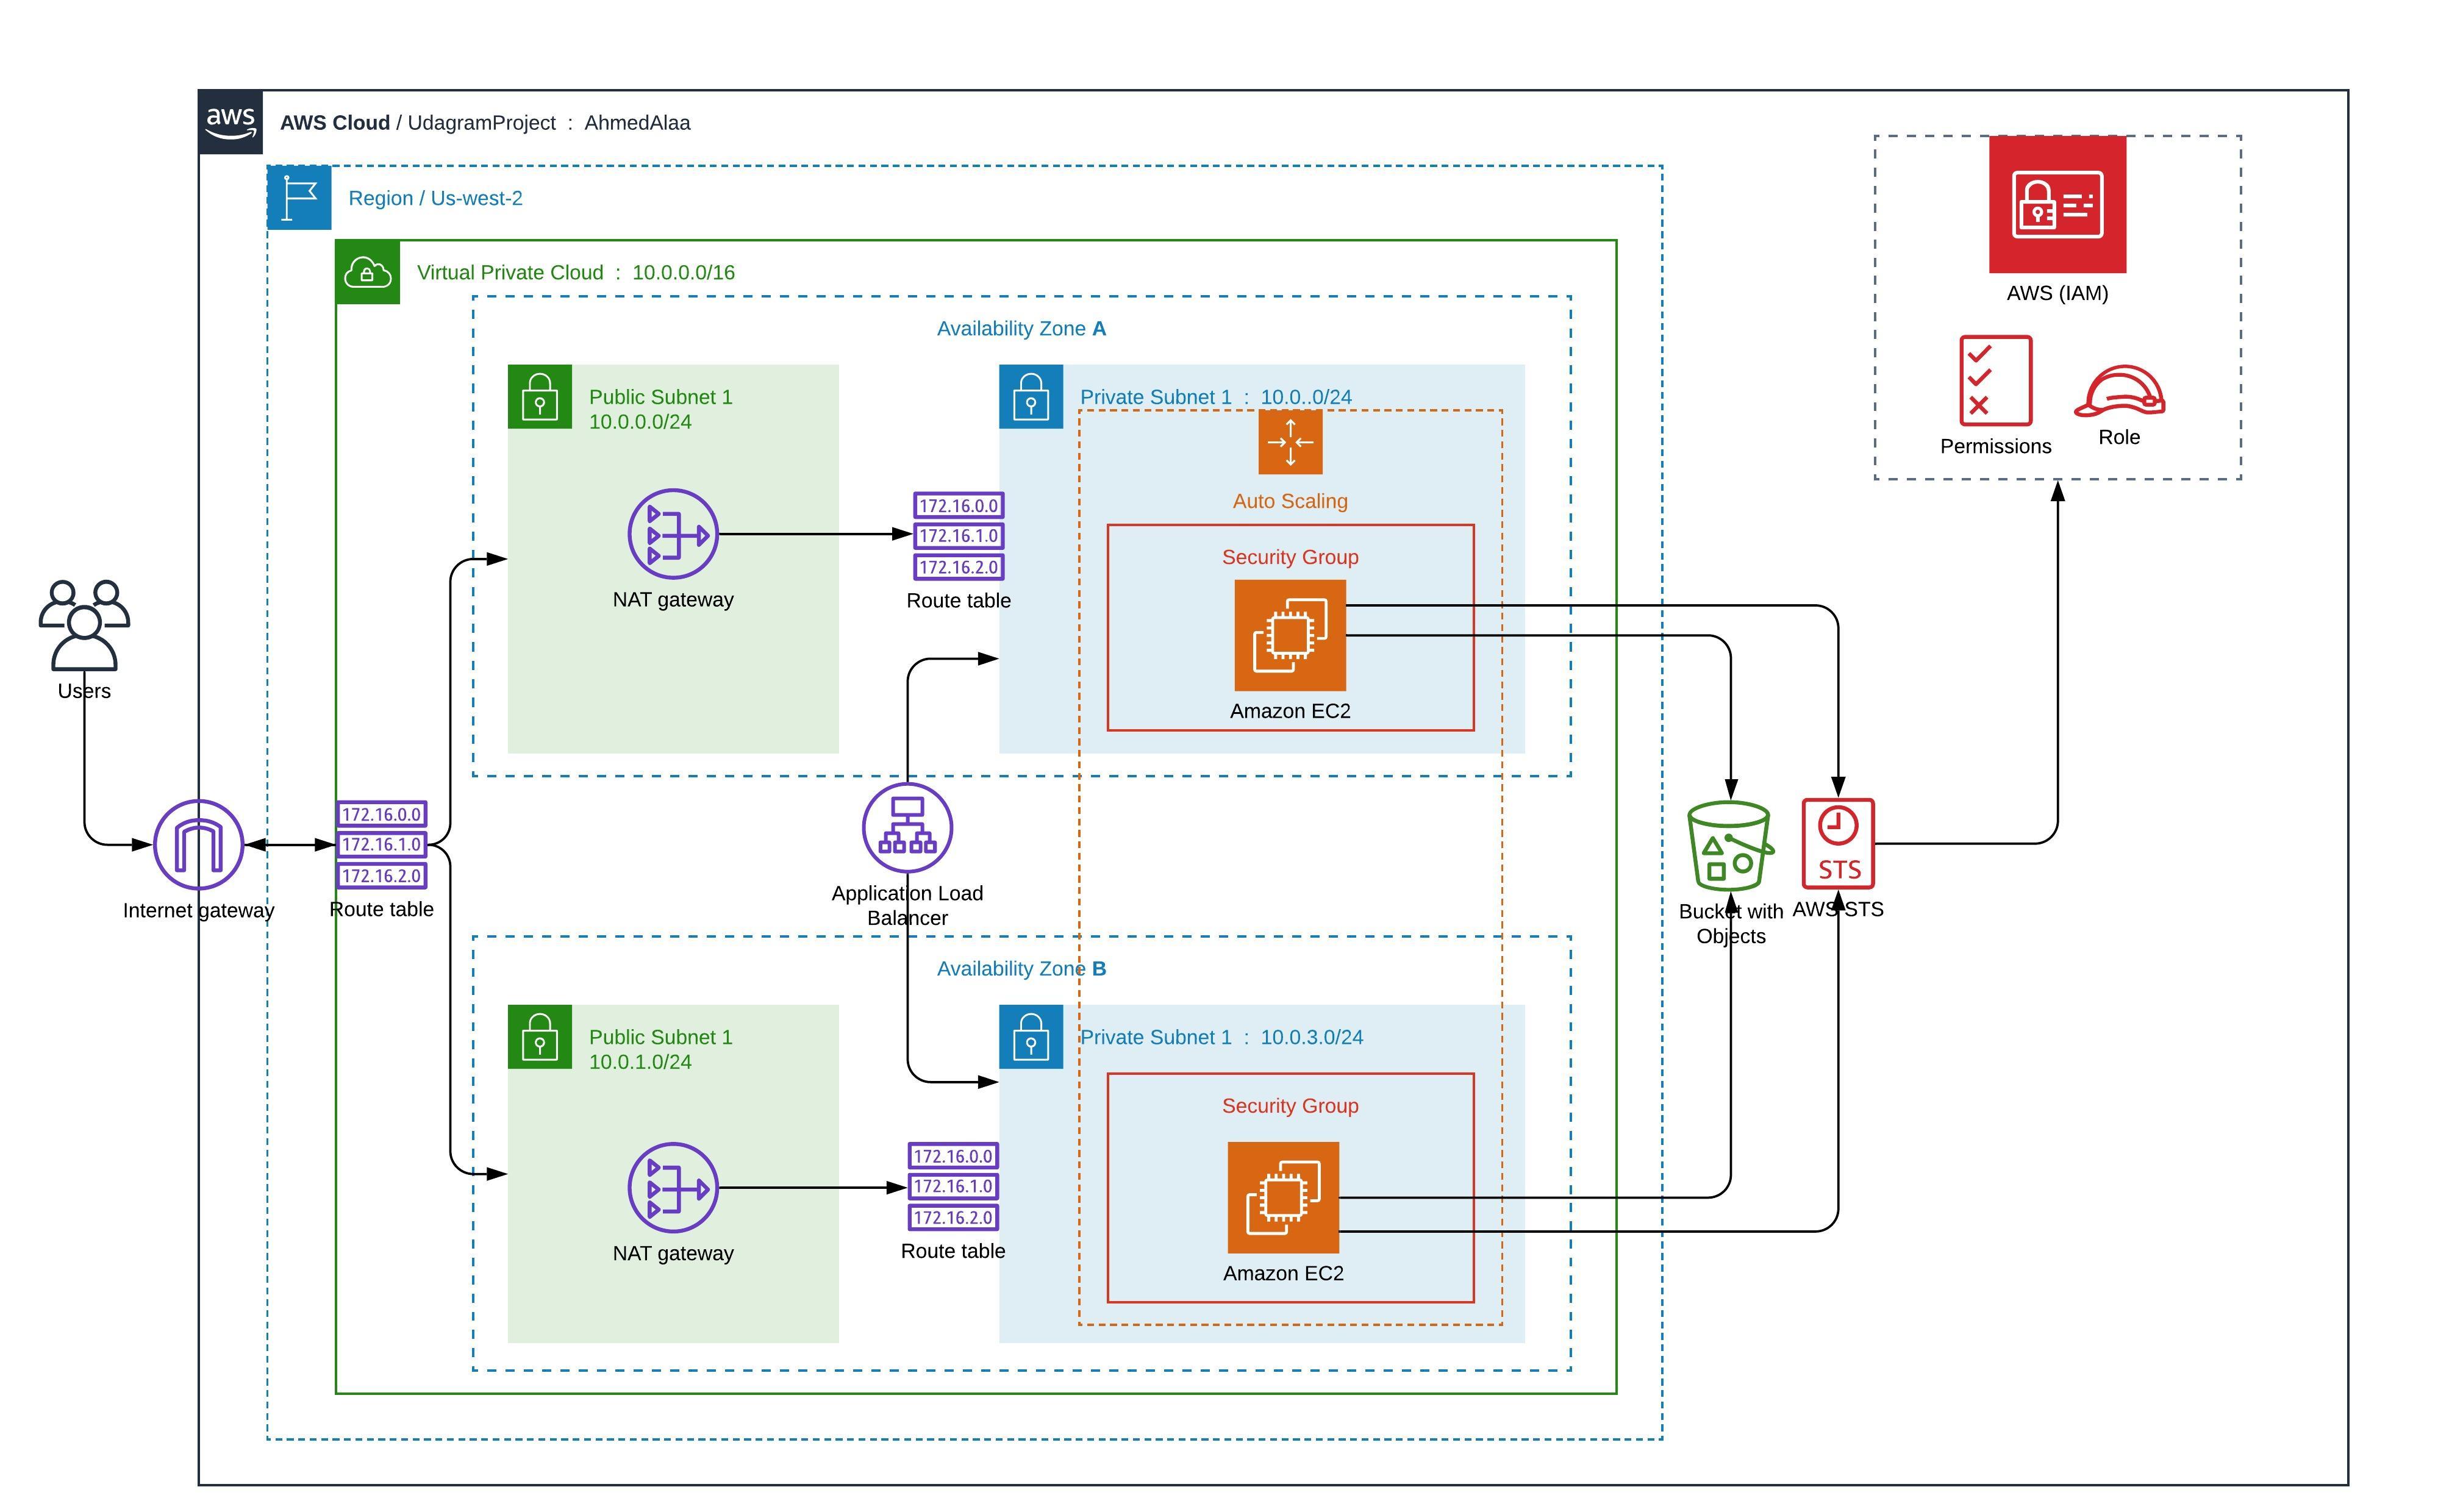 aws
AWS Cloud / UdagramProject : AhmedAlaa
Region / Us-west-2
Virtual Private Cloud : 10.0.0.0/16
Availability Zone A
Public Subnet 1
10.0.0.0/24
NAT gateway
172.16.0.0
172.16.1.0
172.16.2.0
Route table
Private Subnet 1 : 10.0..0/24
Auto Scaling
Security Group
Amazon EC2
AWS (IAM)
Permissions
Role
Users
Internet gateway
172.16.0.0
172.16.1.0
172.16.2.0
Route table
Application Load
Balancer
Bucket with
Objects
STS
AWS STS
Availability Zone B
Public Subnet 1
10.0.1.0/24
NAT gateway
172.16.0.0
172.16.1.0
172.16.2.0
Route table
Private Subnet 1 : 10.0.3.0/24
Security Group
Amazon EC2